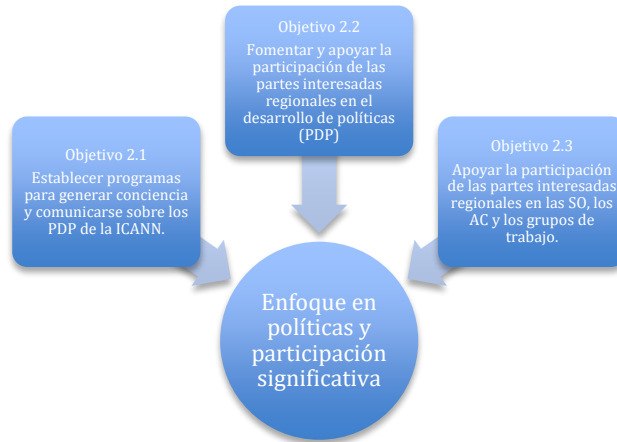 Objetivo 2.1
Establecer programas
para generar conciencia
y comunicarse sobre los
PDP de la ICANN.
Objetivo 2.2
Fomentar y apoyar la
participación de las
partes interesadas
regionales en el
desarrollo de políticas
(PDP)
Objetivo 2.3
Apoyar la participación
de las partes interesadas
regionales en las SO, los
AC y los grupos de
trabajo.
Enfoque en
políticas y
participación
significativa